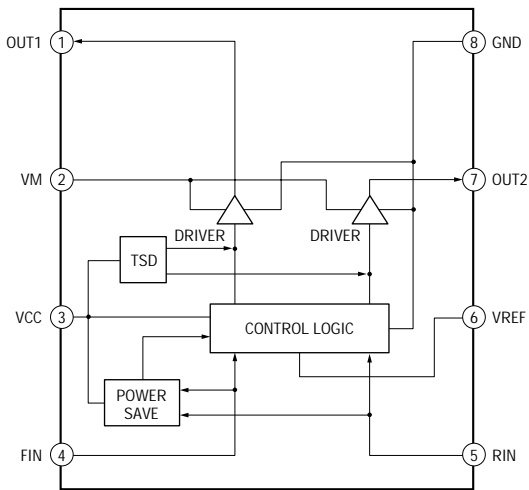 OUT1 1
8 GND
VM 2
7 OUT2
DRIVER
DRIVER
TSD
VCC 3
CONTROL LOGIC
6 VREF
POWER
SAVE
FIN 4
5 RIN